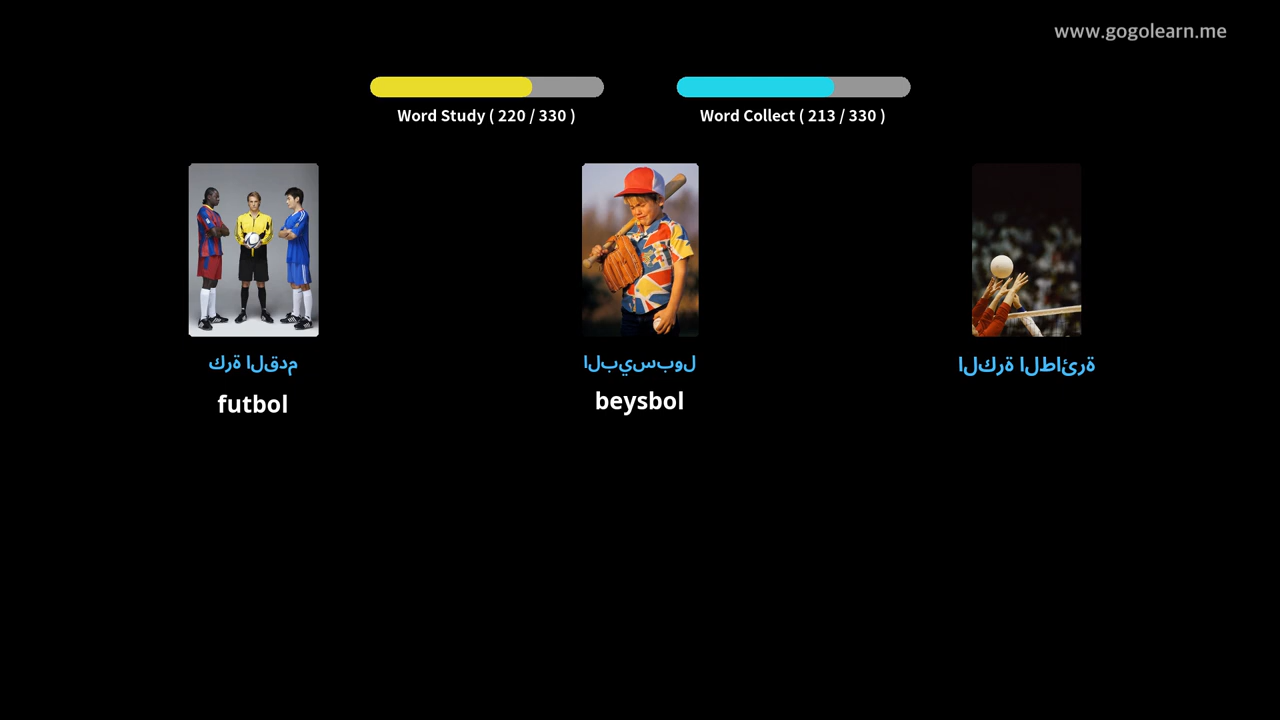 www.gogolearn.me
Word Study ( 220 / 330 )
Word Collect ( 213 / 330 )
كرة القدم
البيسبول
الكرة الطائرة
futbol
beysbol